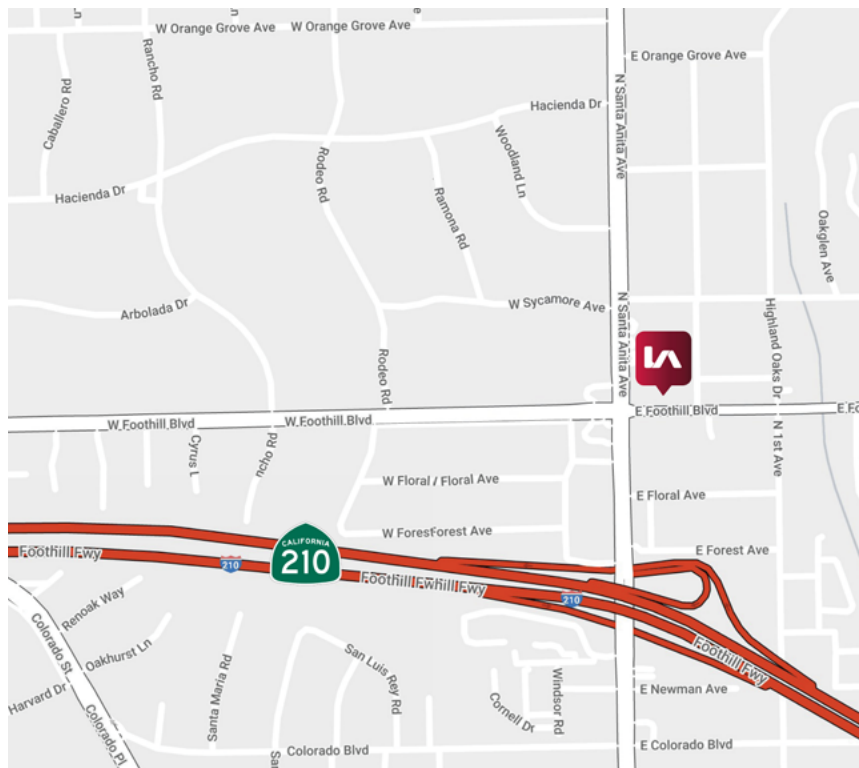 Ln
Ln
e
W Orange Grove Ave
W Orange Grove Ave
E Orange Grove Ave
Rancho Rd
Caballero Rd
N Santa Anita Ave
Hacienda Dr
Woodland Ln
Rodeo Rd
Hacienda Dr
Ramona Rd
Oakglen Ave
Arbolada Dr
W Sycamore Ave
N Santa Anita Ave
Highland Oaks Dr
Rodeo Rd
W Foothill Blvd
W Foothill Blvd
E Foothill Blvd
E Fo
Cyrus L
ncho Rd
N 1st Ave
W Floral / Floral Ave
E Floral Ave
W ForesForest Ave
E Forest Ave
CALIFORNIA
210
Foothill Fwy
210
Foothill Fwhill Fwy
210
Foothill Fwy
Renoak Way
Colorado St
Oakhurst Ln
Santa Maria Rd
San Luis Rey Rd
Windsor Rd
Harvard Dr
Cornell Dr
E Newman Ave
Colorado Pl
San
Colorado Blvd
E Colorado Blvd